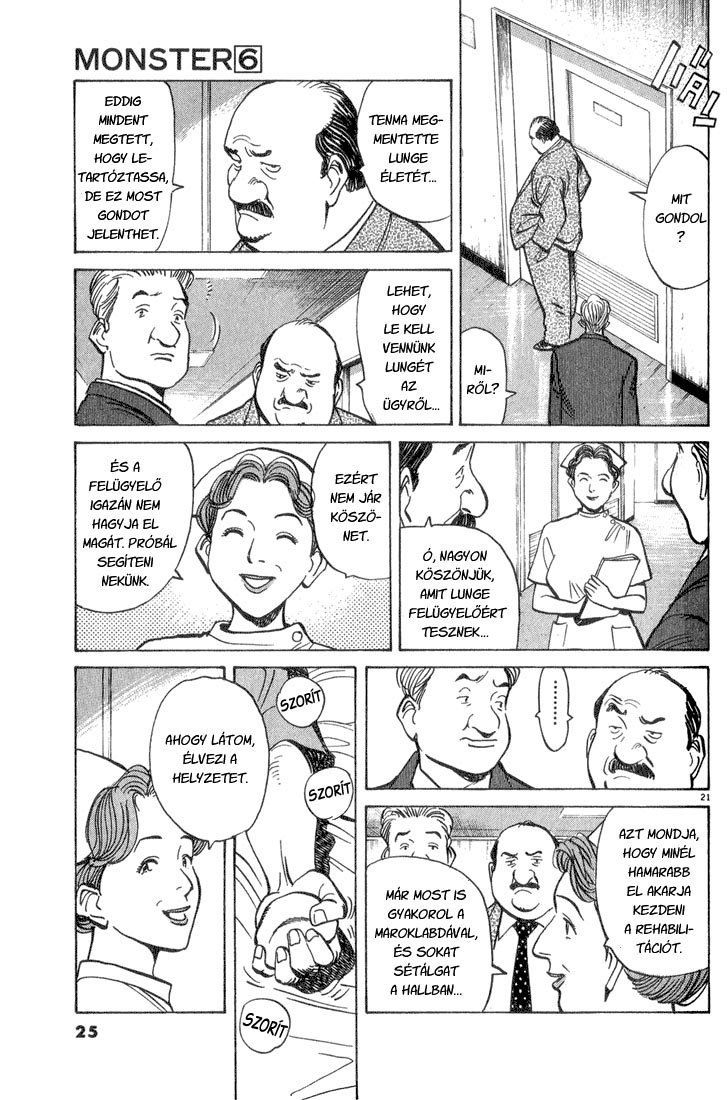 MONSTER 6
バタン!
MIT
GONDOL
?
MI-
RŐL?
TENMA MEG-
MENTETTE
LUNGE
ÉLETÉT...
EDDIG
MINDENT
MEGTETT,
HOGY LE-
TARTÓZTASSA,
DE EZ MOST
GONDOT
JELENTHET.
LEHET,
HOGY
LE KELL
VENNÜNK
LUNGÉT
AZ
ÜGYRŐL...
Ó, NAGYON
KÖSZÖNJÜK,
AMIT LUNGE
FELÜGYELŐÉRT
TESZNEK...
EZÉRT
NEM JÁR
KÖSZÖ-
NET.
ÉS A
FELÜGYELŐ
IGAZÁN NEM
HAGYJA EL
MAGÁT. PRÓBÁL
SEGÍTENI
NEKÜNK.
........
21
AZT MONDJA,
HOGY MINÉL
HAMARABB
EL AKARJA
KEZDENI
A REHABILI-
TÁCIÓT.
MÁR MOST IS
GYAKOROL A
MAROKLABDÁVAL,
ÉS SOKAT
SÉTÁLGAT
A HALLBAN...
SZORÍT
SZORÍT
SZORÍT
AHOGY LÁTOM,
ÉLVEZI A
HELYZETET.
25